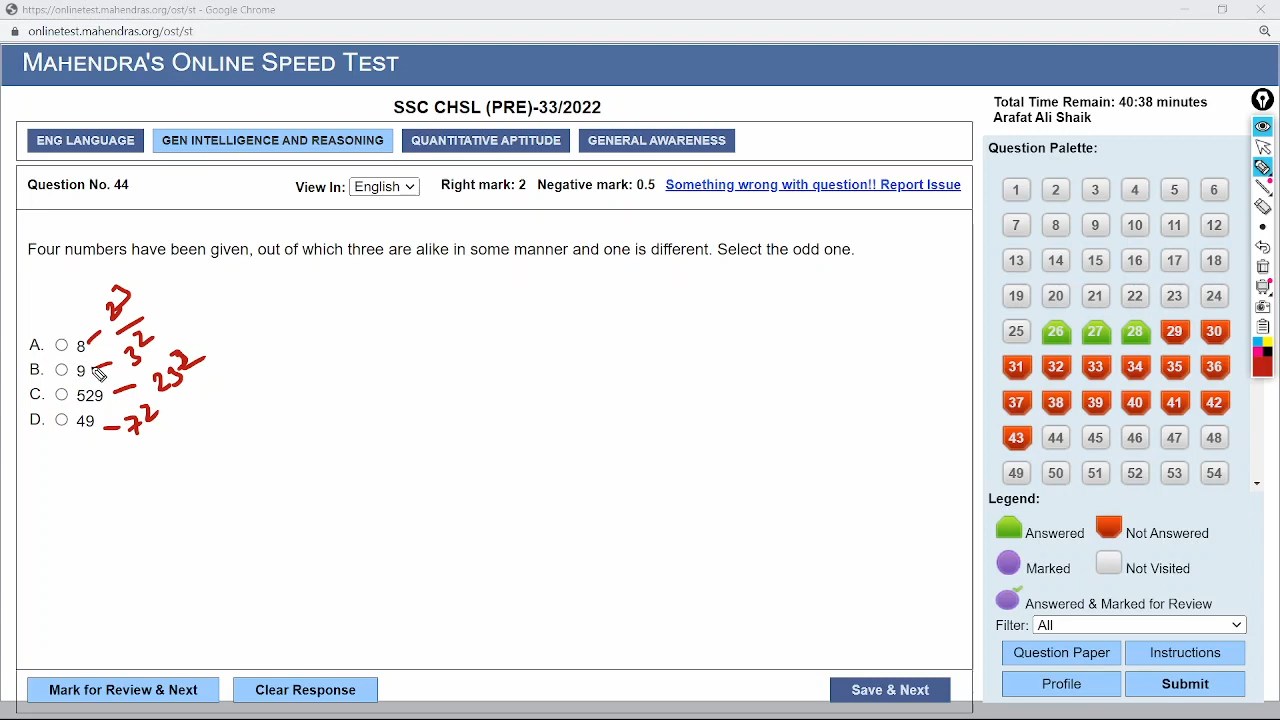 https://onlinetest.mahendras.org/ost/st - Google Chrome
onlinetest.mahendras.org/ost/st
MAHENDRA'S ONLINE SPEED TEST
SSC CHSL (PRE)-33/2022
ENG LANGUAGE GEN INTELLIGENCE AND REASONING QUANTITATIVE APTITUDE GENERAL AWARENESS
Question No. 44 View In: English Right mark: 2 Negative mark: 0.5 Something wrong with question!! Report Issue
Four numbers have been given, out of which three are alike in some manner and one is different. Select the odd one.
A. 8 – 2³
B. 9 – 3²
C. 529 – 23²
D. 49 – 7²
Mark for Review & Next Clear Response Save & Next
Total Time Remain: 40:38 minutes
Arafat Ali Shaik
Question Palette:
1 2 3 4 5 6
7 8 9 10 11 12
13 14 15 16 17 18
19 20 21 22 23 24
25 26 27 28 29 30
31 32 33 34 35 36
37 38 39 40 41 42
43 44 45 46 47 48
49 50 51 52 53 54
Legend:
Answered Not Answered
Marked Not Visited
Answered & Marked for Review
Filter: All
Question Paper Instructions
Profile Submit